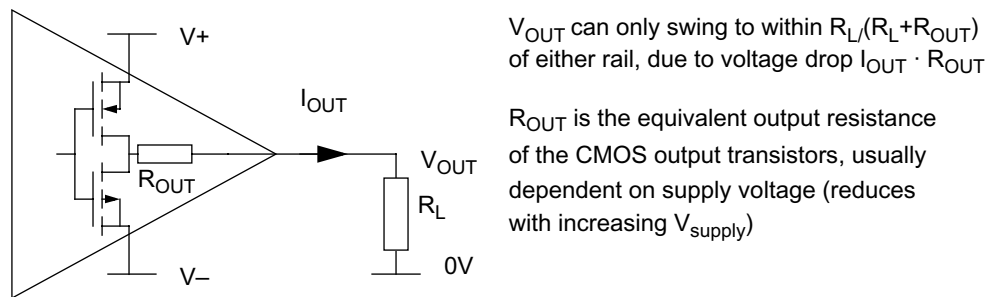 V+
I_OUT
R_OUT
V_OUT
R_L
V–
0V
V_OUT can only swing to within R_L/(R_L+R_OUT)
of either rail, due to voltage drop I_OUT · R_OUT
R_OUT is the equivalent output resistance
of the CMOS output transistors, usually
dependent on supply voltage (reduces
with increasing V_supply)